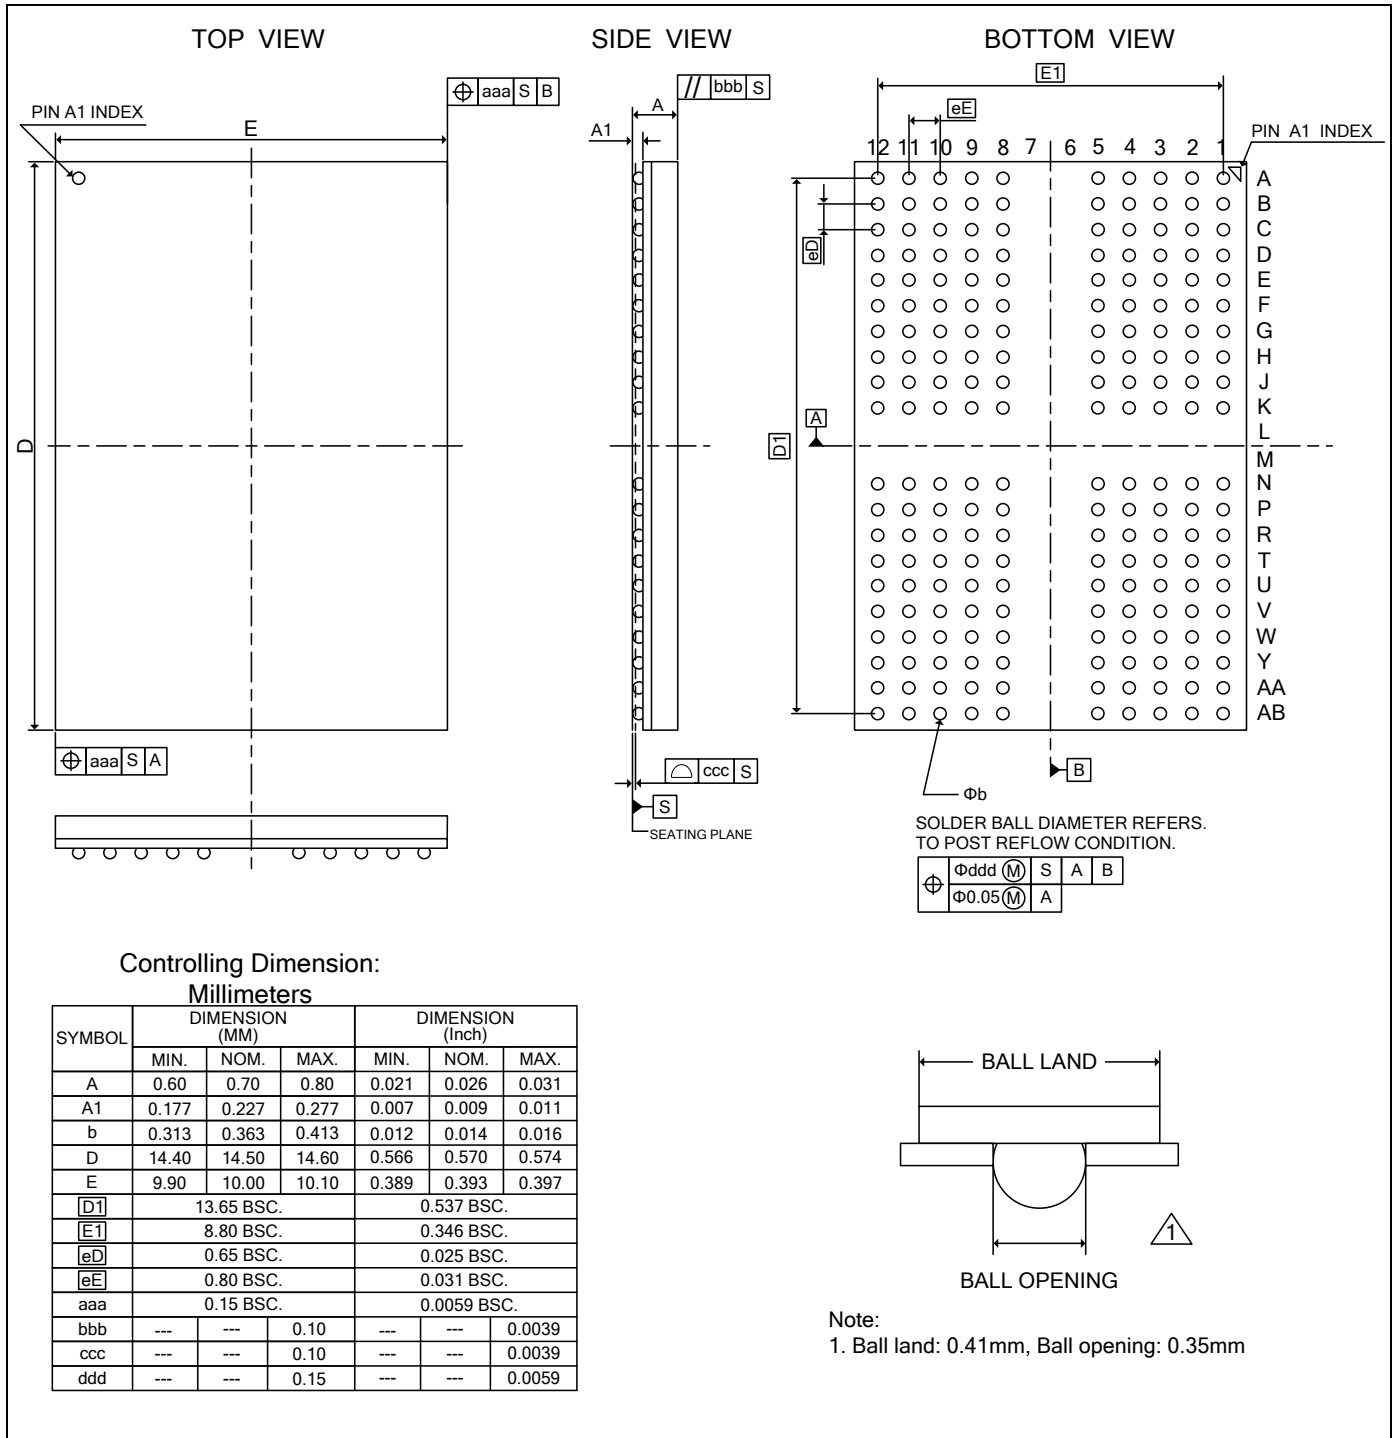 TOP VIEW
SIDE VIEW
BOTTOM VIEW
aaa S B
PIN A1 INDEX
E
D
aaa S A
// bbb S
A
A1
ccc S
S
SEATING PLANE
E1
eE
PIN A1 INDEX
12 11 10 9 8 7 6 5 4 3 2 1
A
B
C
D
E
F
G
H
J
K
L
M
N
P
R
T
U
V
W
Y
AA
AB
eD
D1
A
B
Φb
SOLDER BALL DIAMETER REFERS.
TO POST REFLOW CONDITION.
Φddd M S A B
Φ0.05 M A
Controlling Dimension:
Millimeters
SYMBOL DIMENSION (MM) DIMENSION (Inch)
MIN. NOM. MAX. MIN. NOM. MAX.
A 0.60 0.70 0.80 0.021 0.026 0.031
A1 0.177 0.227 0.277 0.007 0.009 0.011
b 0.313 0.363 0.413 0.012 0.014 0.016
D 14.40 14.50 14.60 0.566 0.570 0.574
E 9.90 10.00 10.10 0.389 0.393 0.397
D1 13.65 BSC. 0.537 BSC.
E1 8.80 BSC. 0.346 BSC.
eD 0.65 BSC. 0.025 BSC.
eE 0.80 BSC. 0.031 BSC.
aaa 0.15 BSC. 0.0059 BSC.
bbb --- --- 0.10 --- --- 0.0039
ccc --- --- 0.10 --- --- 0.0039
ddd --- --- 0.15 --- --- 0.0059
BALL LAND
1
BALL OPENING
Note:
1. Ball land: 0.41mm, Ball opening: 0.35mm